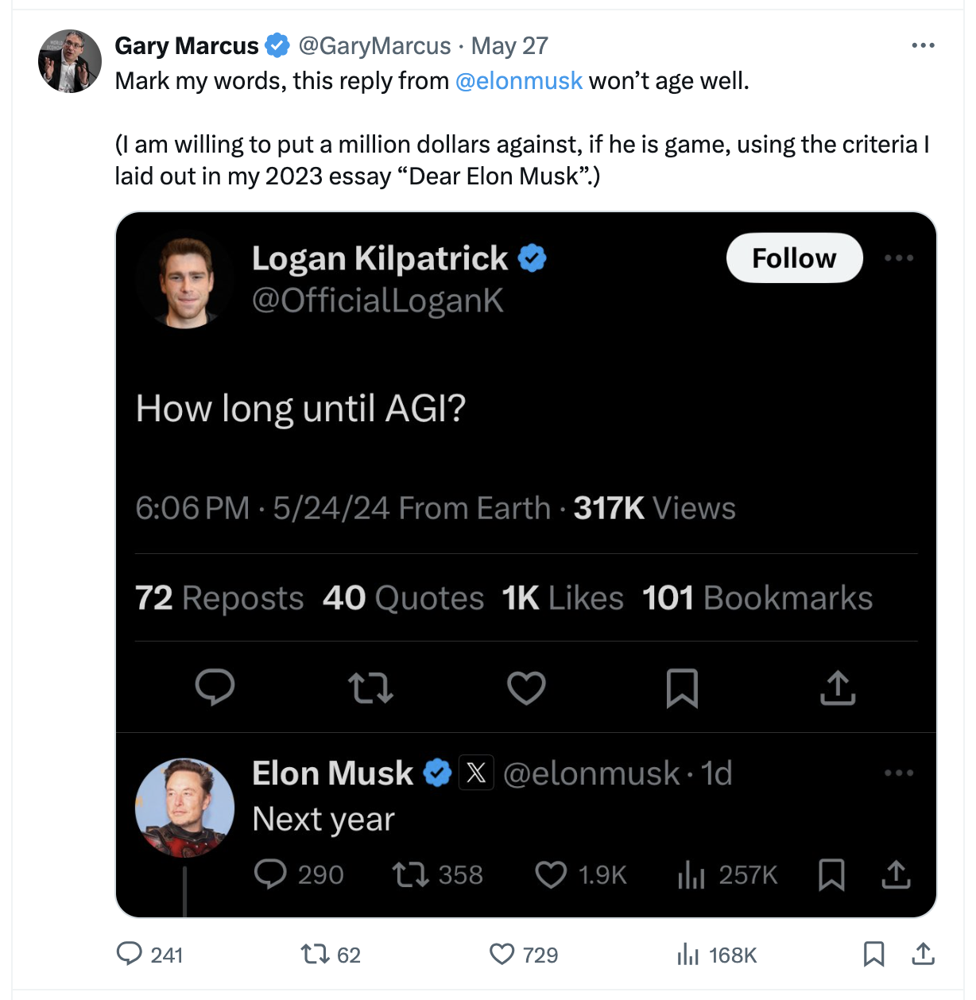 Gary Marcus @GaryMarcus · May 27
Mark my words, this reply from @elonmusk won’t age well.
(I am willing to put a million dollars against, if he is game, using the criteria I
laid out in my 2023 essay “Dear Elon Musk”.)
Logan Kilpatrick
Follow
@OfficialLoganK
How long until AGI?
6:06 PM · 5/24/24 From Earth · 317K Views
72 Reposts 40 Quotes 1K Likes 101 Bookmarks
Elon Musk X @elonmusk · 1d
Next year
290 358 1.9K 257K
241 62 729 168K